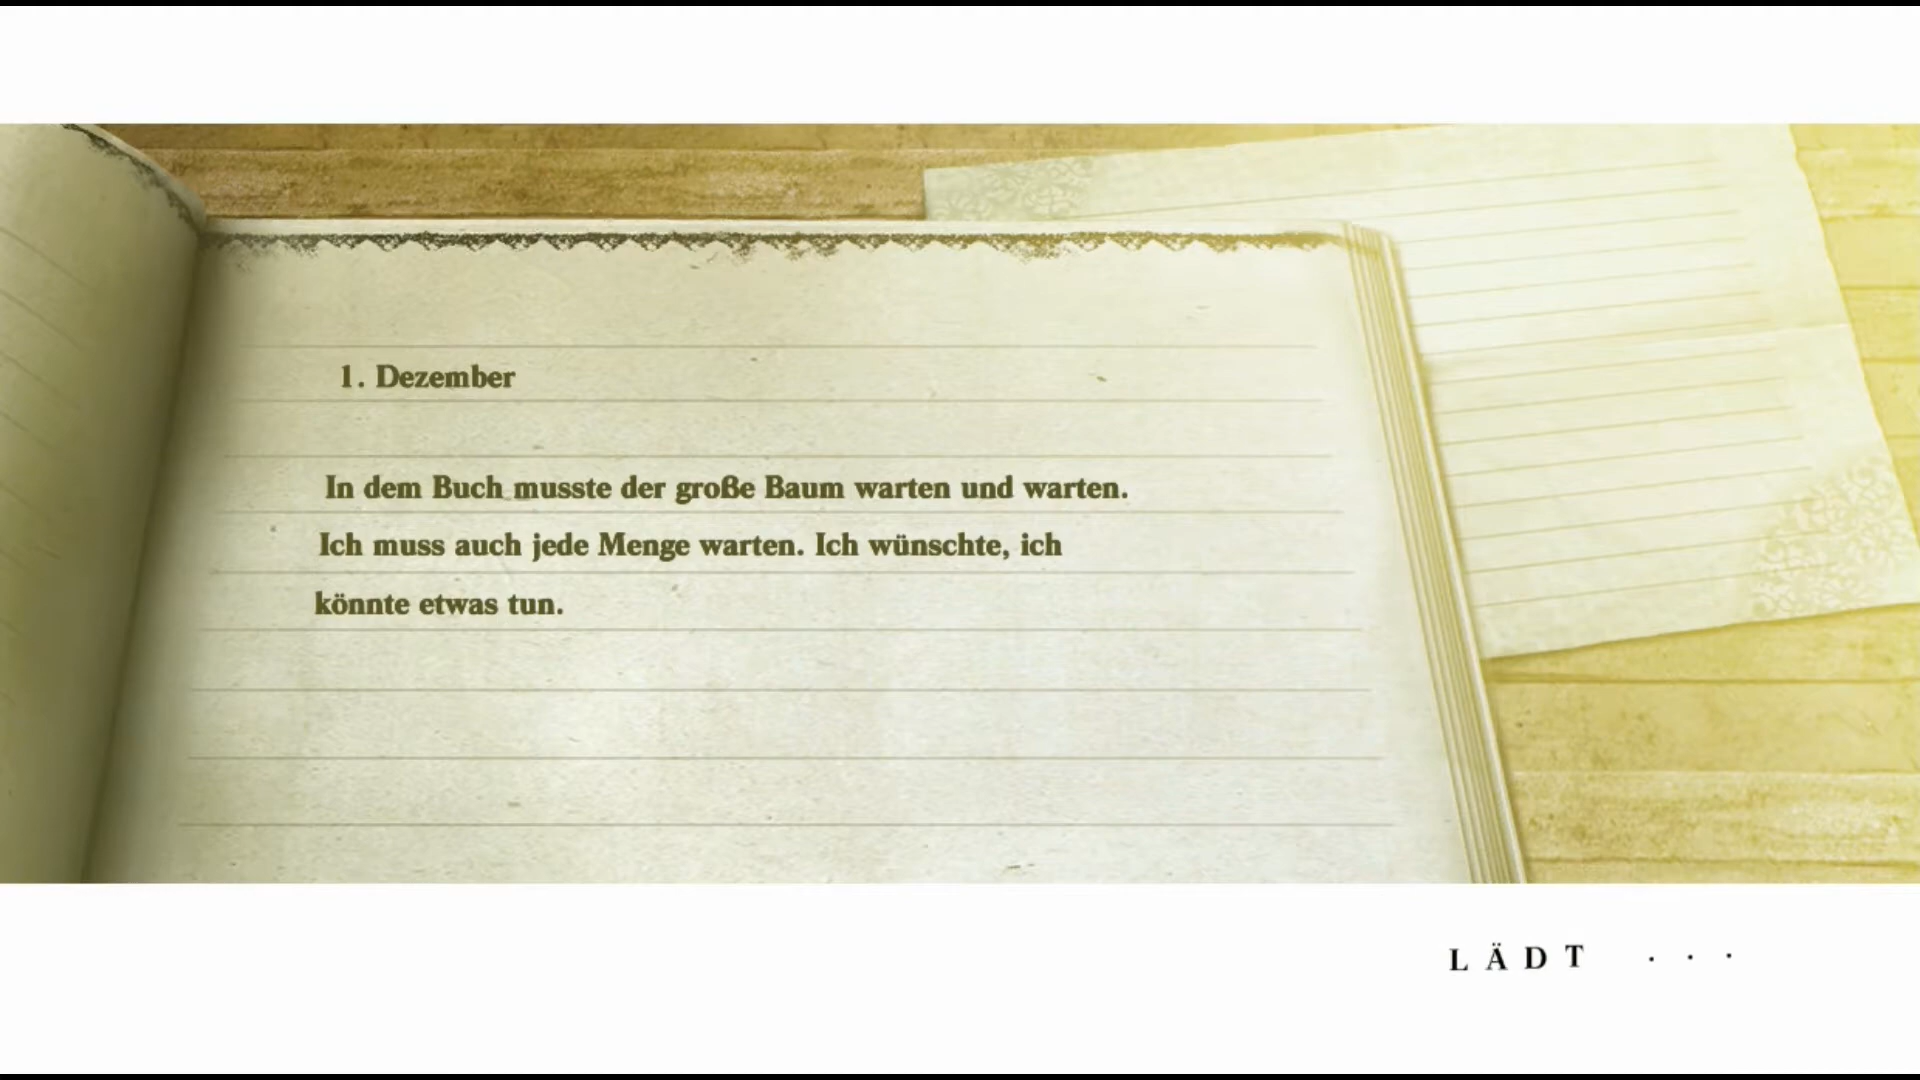 1. Dezember
In dem Buch musste der große Baum warten und warten.
Ich muss auch jede Menge warten. Ich wünschte, ich
könnte etwas tun.
LÄDT . . .